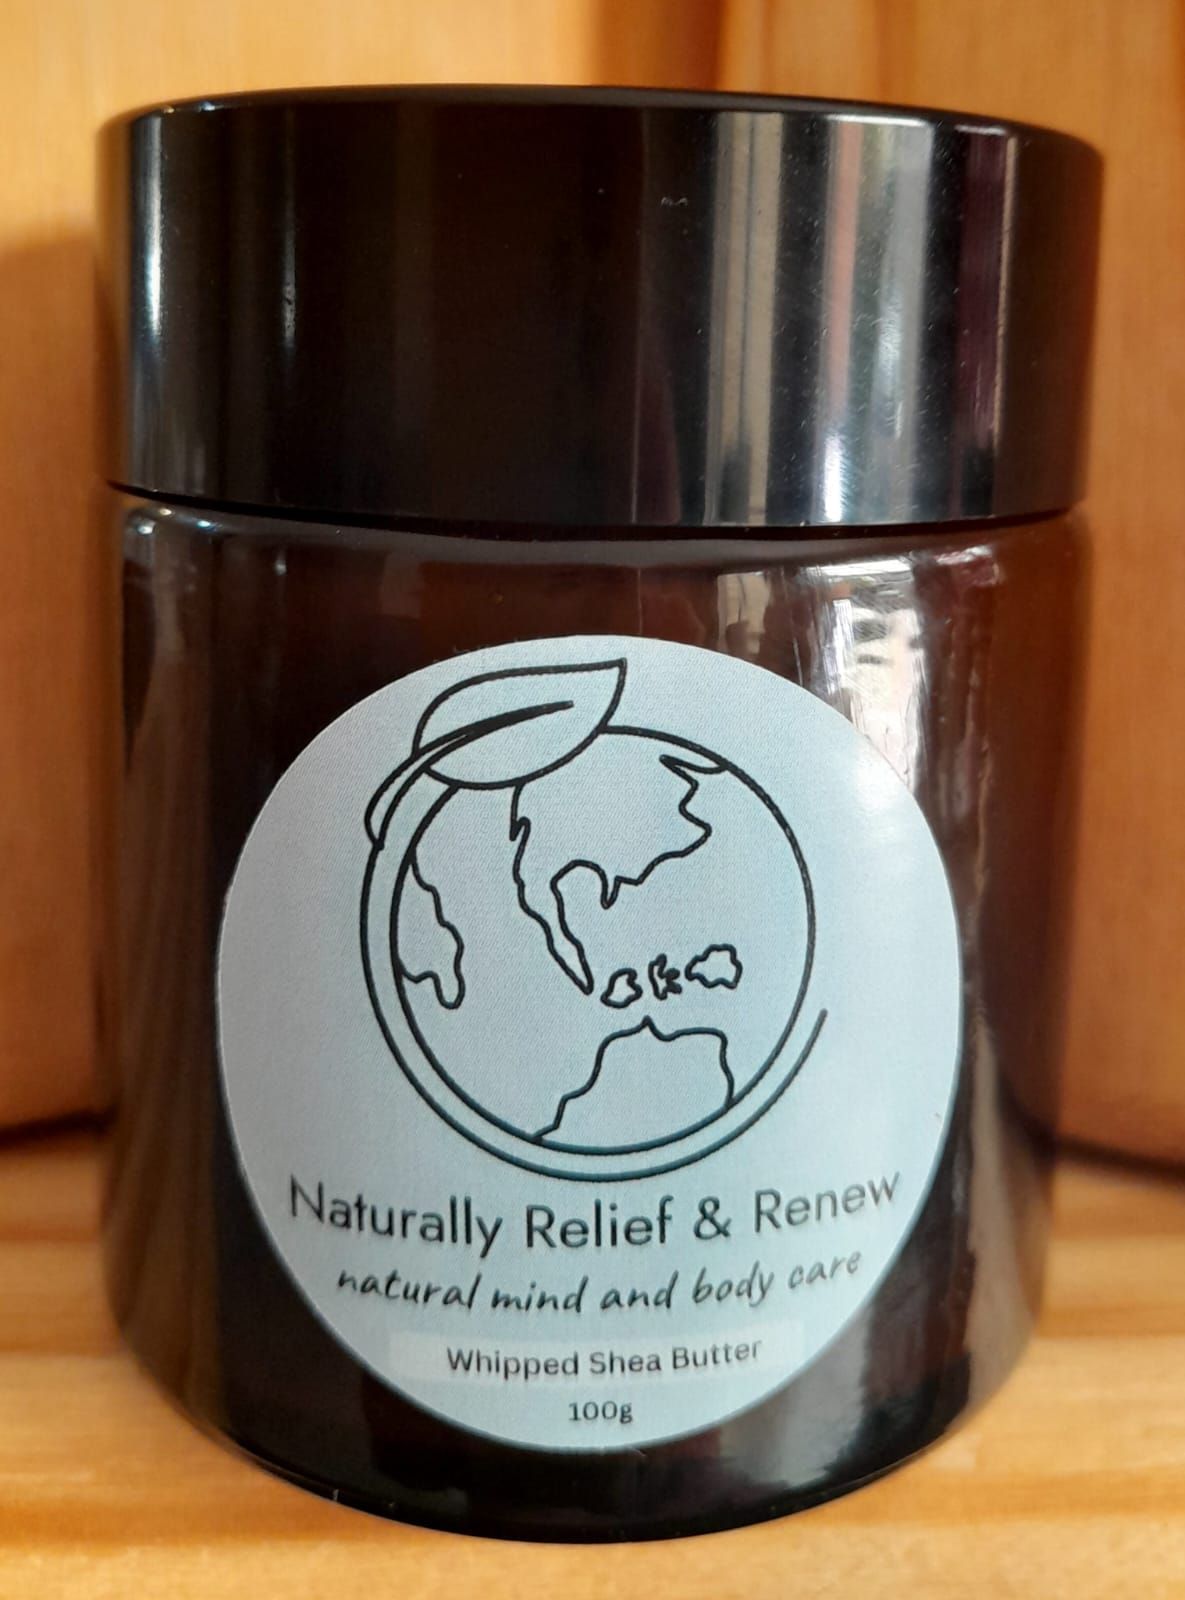 Naturally Relief & Renew
natural mind and body care
Whipped Shea Butter
100g